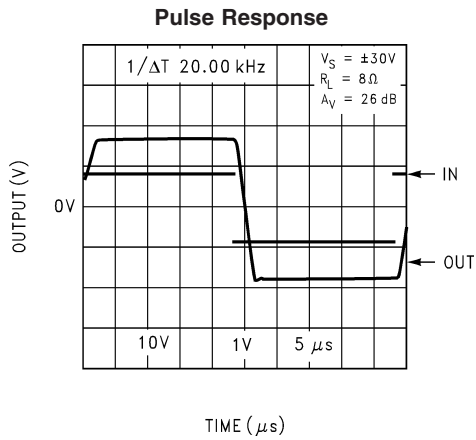 Pulse Response
1/ΔT 20.00 kHz
V_S = ±30V
R_L = 8Ω
A_V = 26 dB
IN
0V
OUTPUT (V)
OUT
10V 1V 5 μs
TIME (μs)